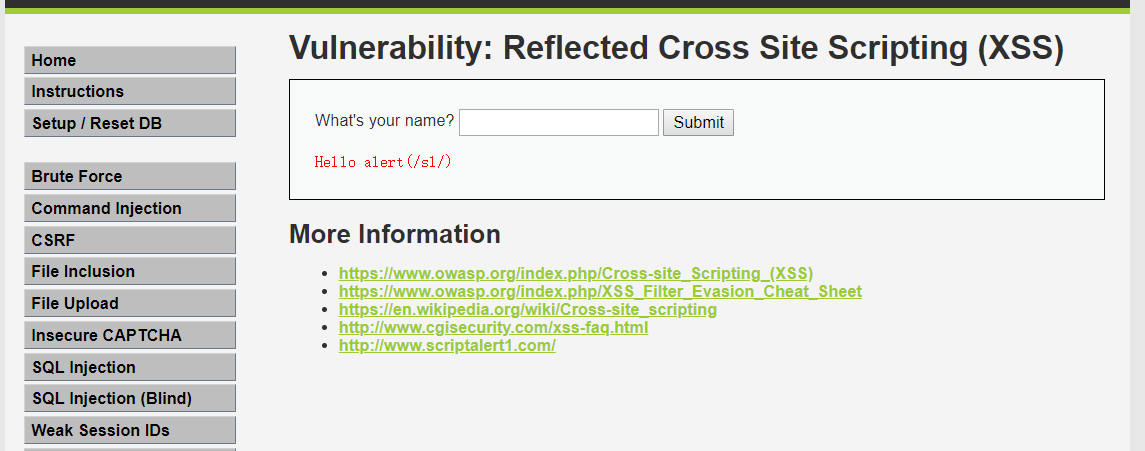 Vulnerability: Reflected Cross Site Scripting (XSS)
Home
Instructions
Setup / Reset DB
Brute Force
Command Injection
CSRF
File Inclusion
File Upload
Insecure CAPTCHA
SQL Injection
SQL Injection (Blind)
Weak Session IDs
What's your name? Submit
Hello alert(/s1/)
More Information
https://www.owasp.org/index.php/Cross-site_Scripting_(XSS)
https://www.owasp.org/index.php/XSS_Filter_Evasion_Cheat_Sheet
https://en.wikipedia.org/wiki/Cross-site_scripting
http://www.cgisecurity.com/xss-faq.html
http://www.scriptalert1.com/